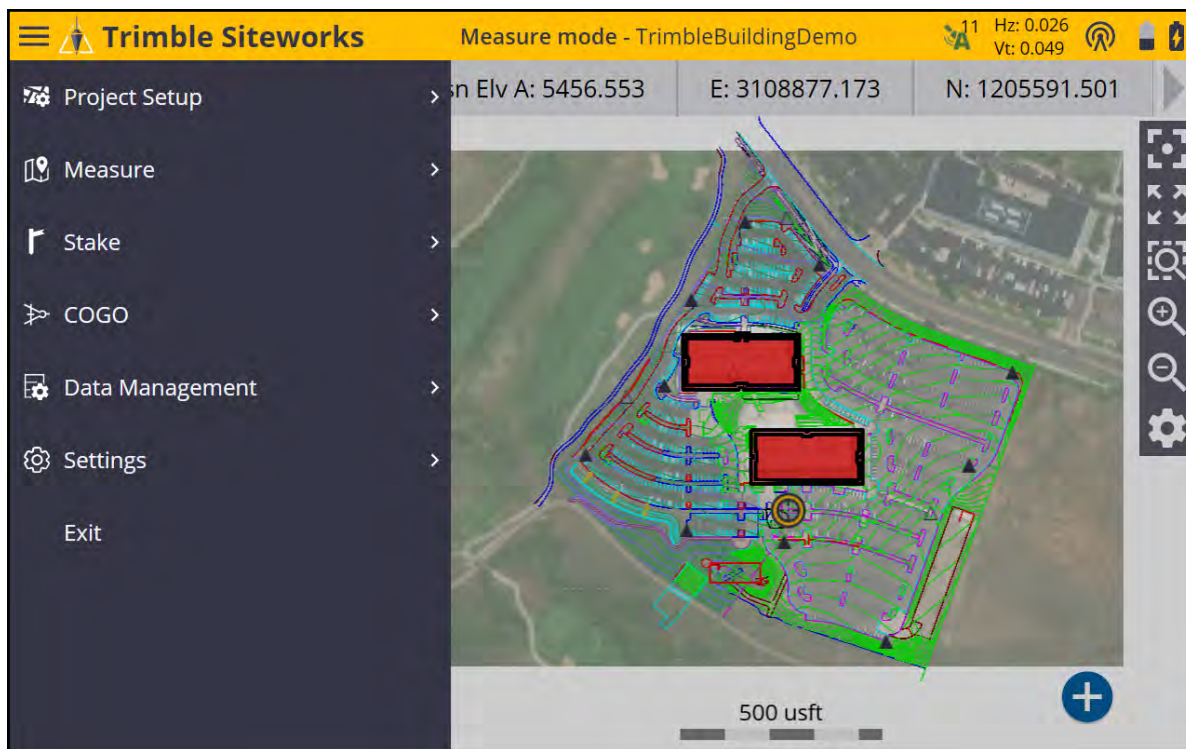 Trimble Siteworks
Measure mode - TrimbleBuildingDemo
11
Hz: 0.026
Vt: 0.049
Project Setup
sn Elv A: 5456.553
E: 3108877.173
N: 1205591.501
Measure
Stake
COGO
Data Management
Settings
Exit
500 usft